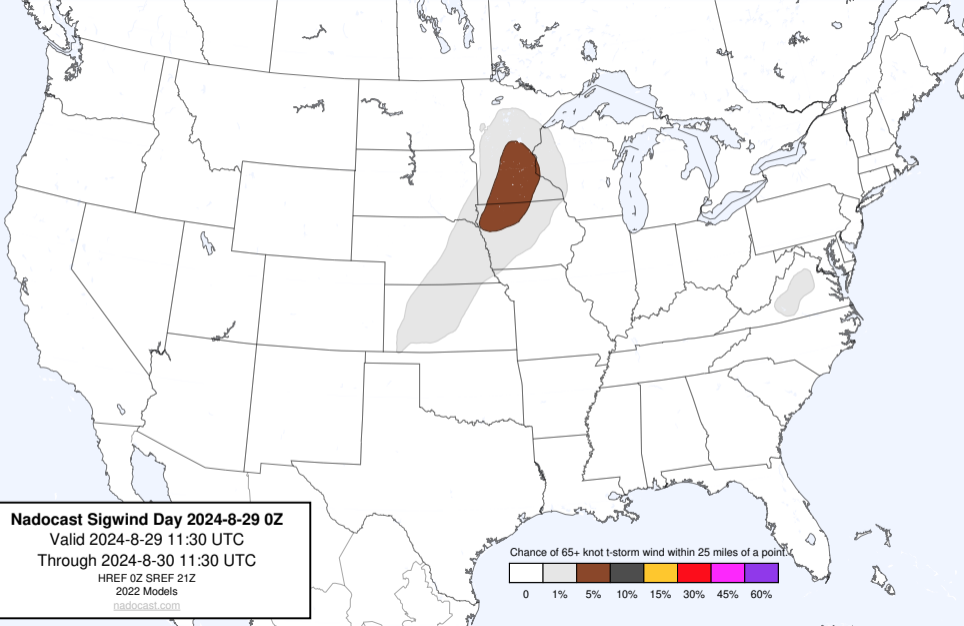 Nadocast Sigwind Day 2024-8-29 0Z
Valid 2024-8-29 11:30 UTC
Through 2024-8-30 11:30 UTC
HREF 0Z SREF 21Z
2022 Models
nadocast.com
Chance of 65+ knot t-storm wind within 25 miles of a point.
0 1% 5% 10% 15% 30% 45% 60%